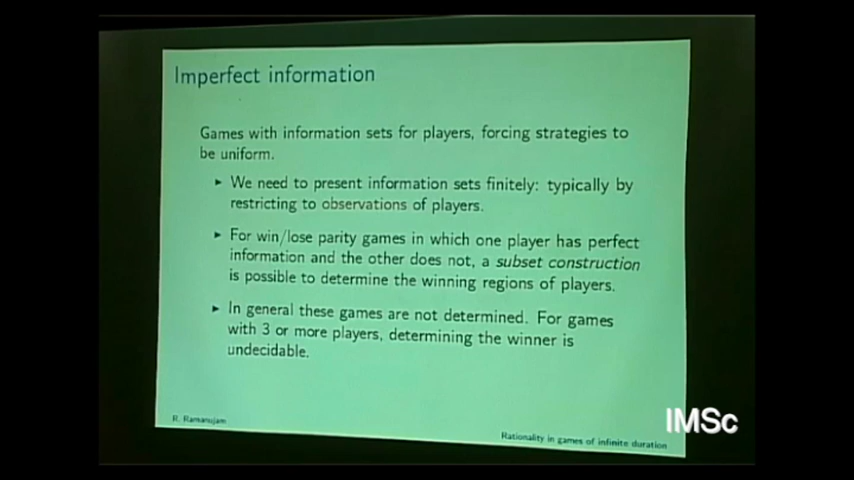 Imperfect information
Games with information sets for players, forcing strategies to
be uniform.
▸ We need to present information sets finitely: typically by
restricting to observations of players.
▸ For win/lose parity games in which one player has perfect
information and the other does not, a subset construction
is possible to determine the winning regions of players.
▸ In general these games are not determined. For games
with 3 or more players, determining the winner is
undecidable.
R. Ramanujam
Rationality in games of infinite duration
IMSc